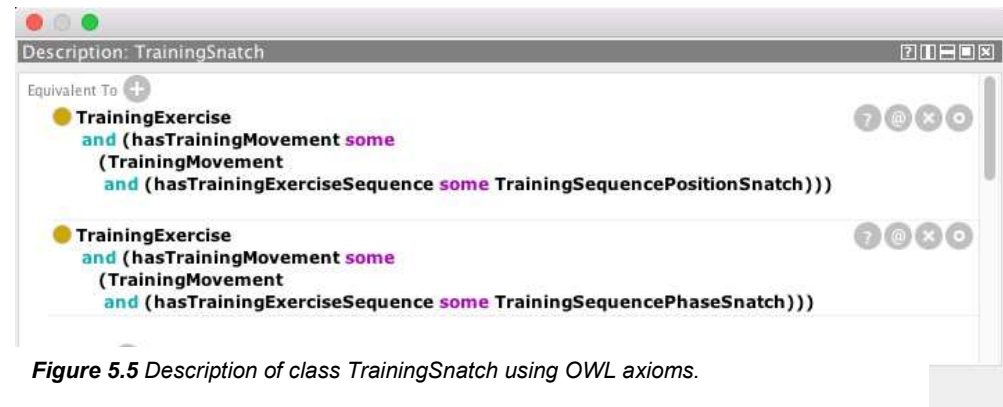 Description: TrainingSnatch
Equivalent To
TrainingExercise
and (hasTrainingMovement some
(TrainingMovement
and (hasTrainingExerciseSequence some TrainingSequencePositionSnatch)))
TrainingExercise
and (hasTrainingMovement some
(TrainingMovement
and (hasTrainingExerciseSequence some TrainingSequencePhaseSnatch)))
Figure 5.5 Description of class TrainingSnatch using OWL axioms.